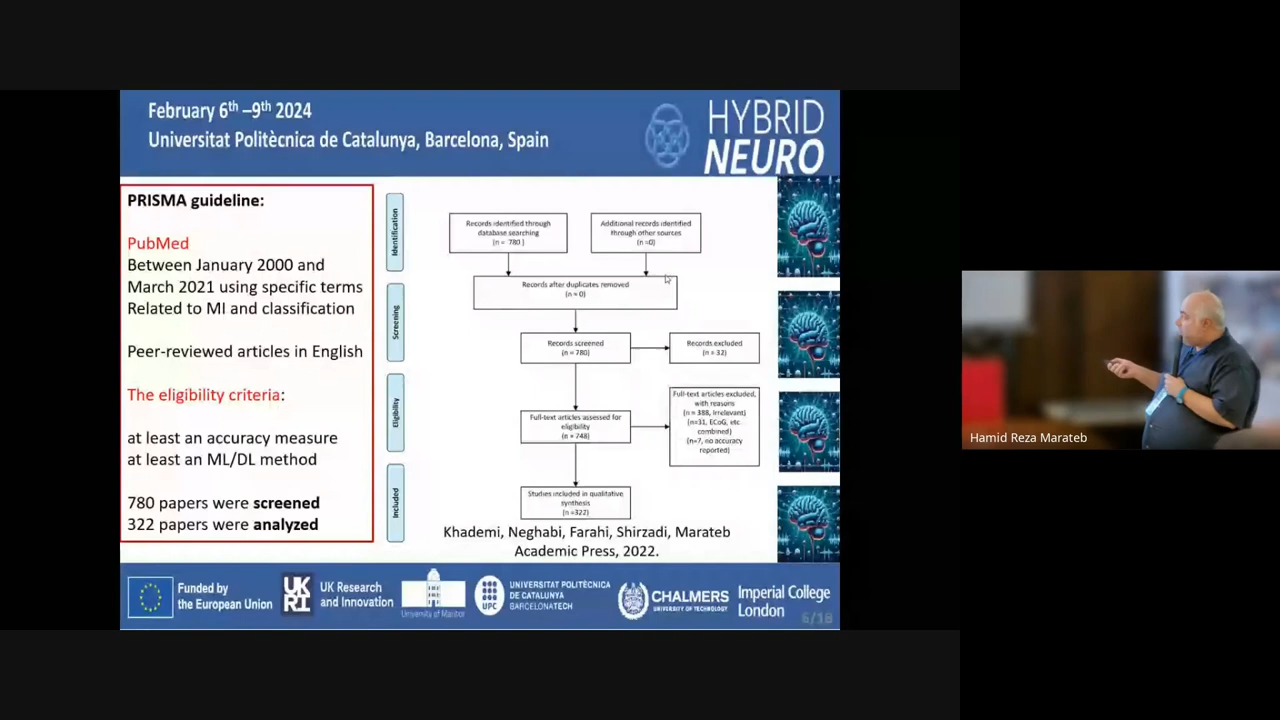 February 6th –9th 2024
Universitat Politècnica de Catalunya, Barcelona, Spain
HYBRID
NEURO
PRISMA guideline:
PubMed
Between January 2000 and
March 2021 using specific terms
Related to MI and classification
Peer-reviewed articles in English
The eligibility criteria:
at least an accuracy measure
at least an ML/DL method
780 papers were screened
322 papers were analyzed
Identification
Screening
Eligibility
Included
Records identified through
database searching
(n = 780 )
Additional records identified
through other sources
(n =0)
Records after duplicates removed
(n = 0)
Records screened
(n = 780)
Records excluded
(n = 32)
Full-text articles assessed for
eligibility
(n = 748)
Full-text articles excluded,
with reasons
(n = 388, Irrelevant)
(n=31, ECoG, etc
combined)
(n=7, no accuracy
reported)
Studies included in qualitative
synthesis
(n =322)
Khademi, Neghabi, Farahi, Shirzadi, Marateb
Academic Press, 2022.
Funded by
the European Union
UK
RI
UK Research
and Innovation
University of Maribor
UPC
UNIVERSITAT POLITÈCNICA
DE CATALUNYA
BARCELONATECH
CHALMERS
UNIVERSITY OF TECHNOLOGY
Imperial College
London
6/18
Hamid Reza Marateb